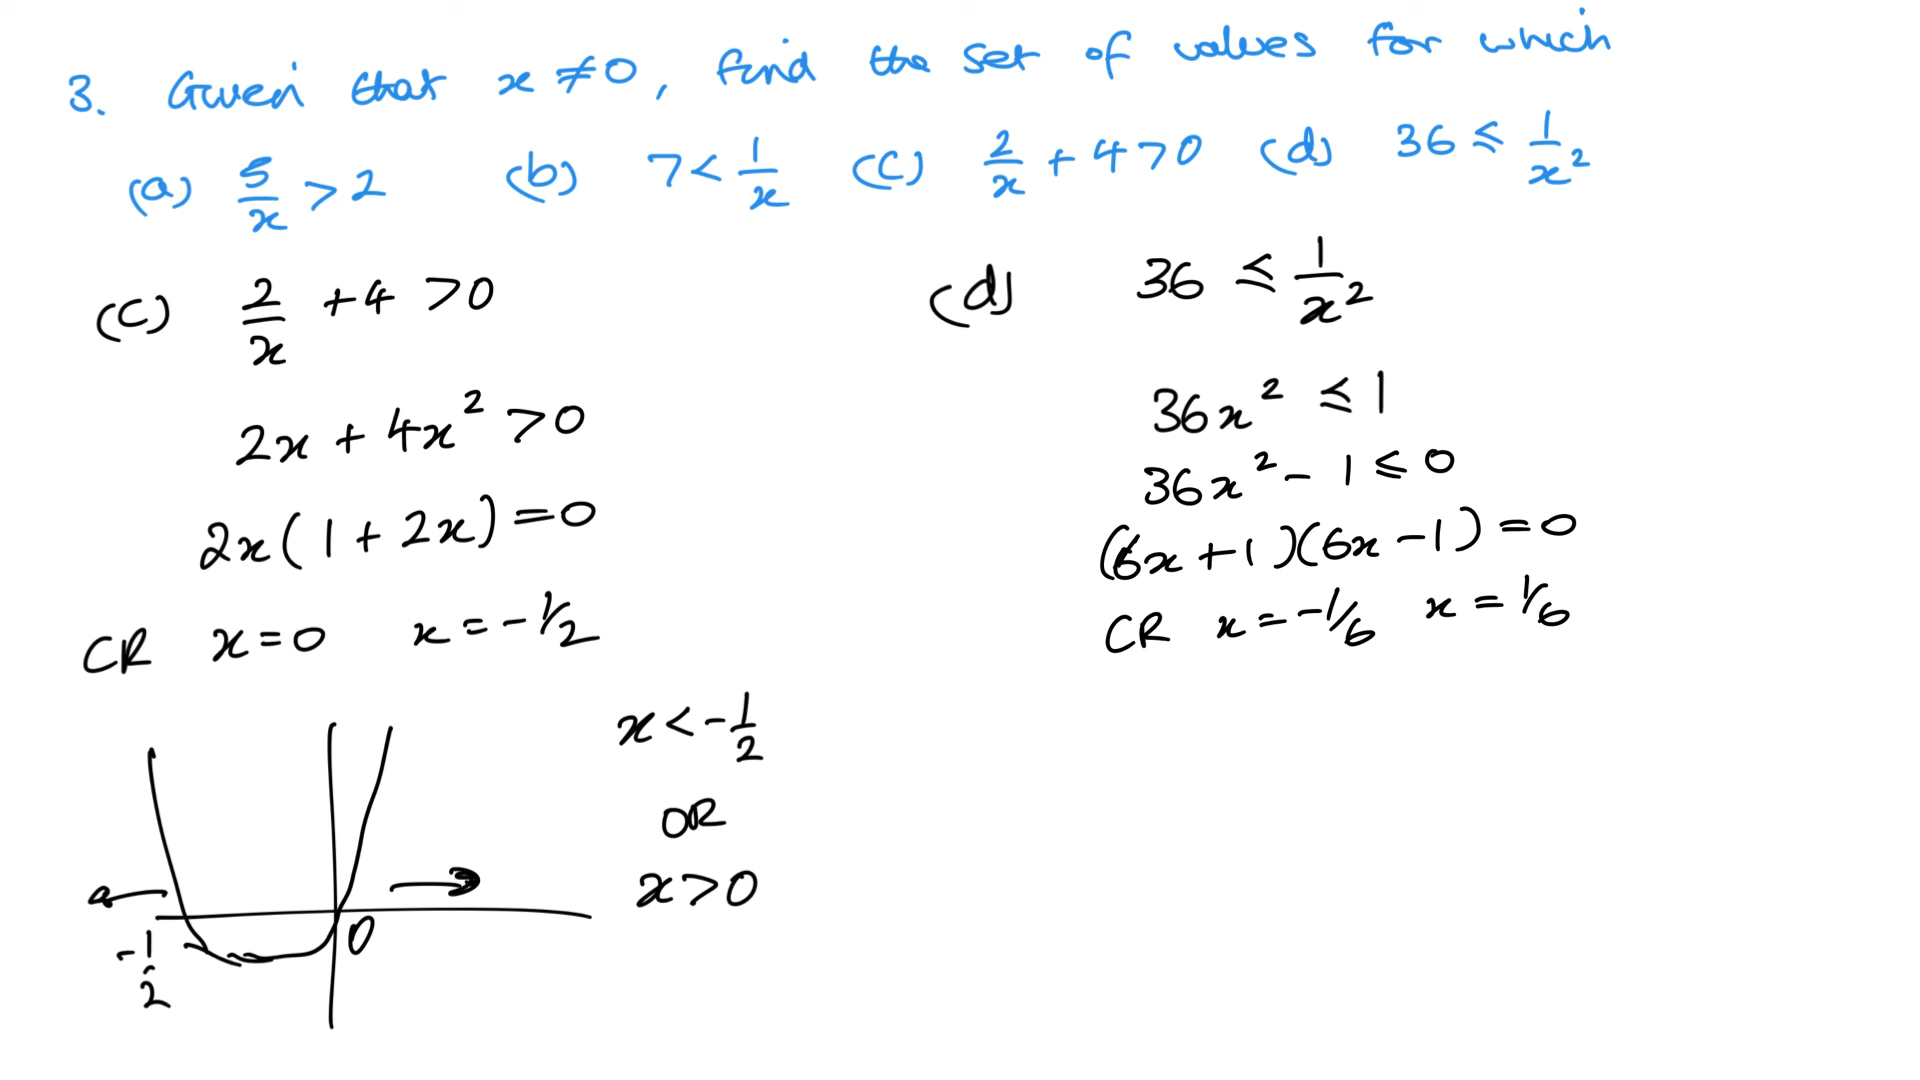 3. Given that x ≠ 0, find the set of values for which
(a) 5/x > 2 (b) 7 < 1/x (c) 2/x + 4 > 0 (d) 36 ≤ 1/x²
(c) 2/x + 4 > 0
2x + 4x² > 0
2x(1 + 2x) = 0
CR x = 0 x = -1/2
x < -1/2
OR
x > 0
-1/2
0
(d) 36 ≤ 1/x²
36x² ≤ 1
36x² - 1 ≤ 0
(6x + 1)(6x - 1) = 0
CR x = -1/6 x = 1/6